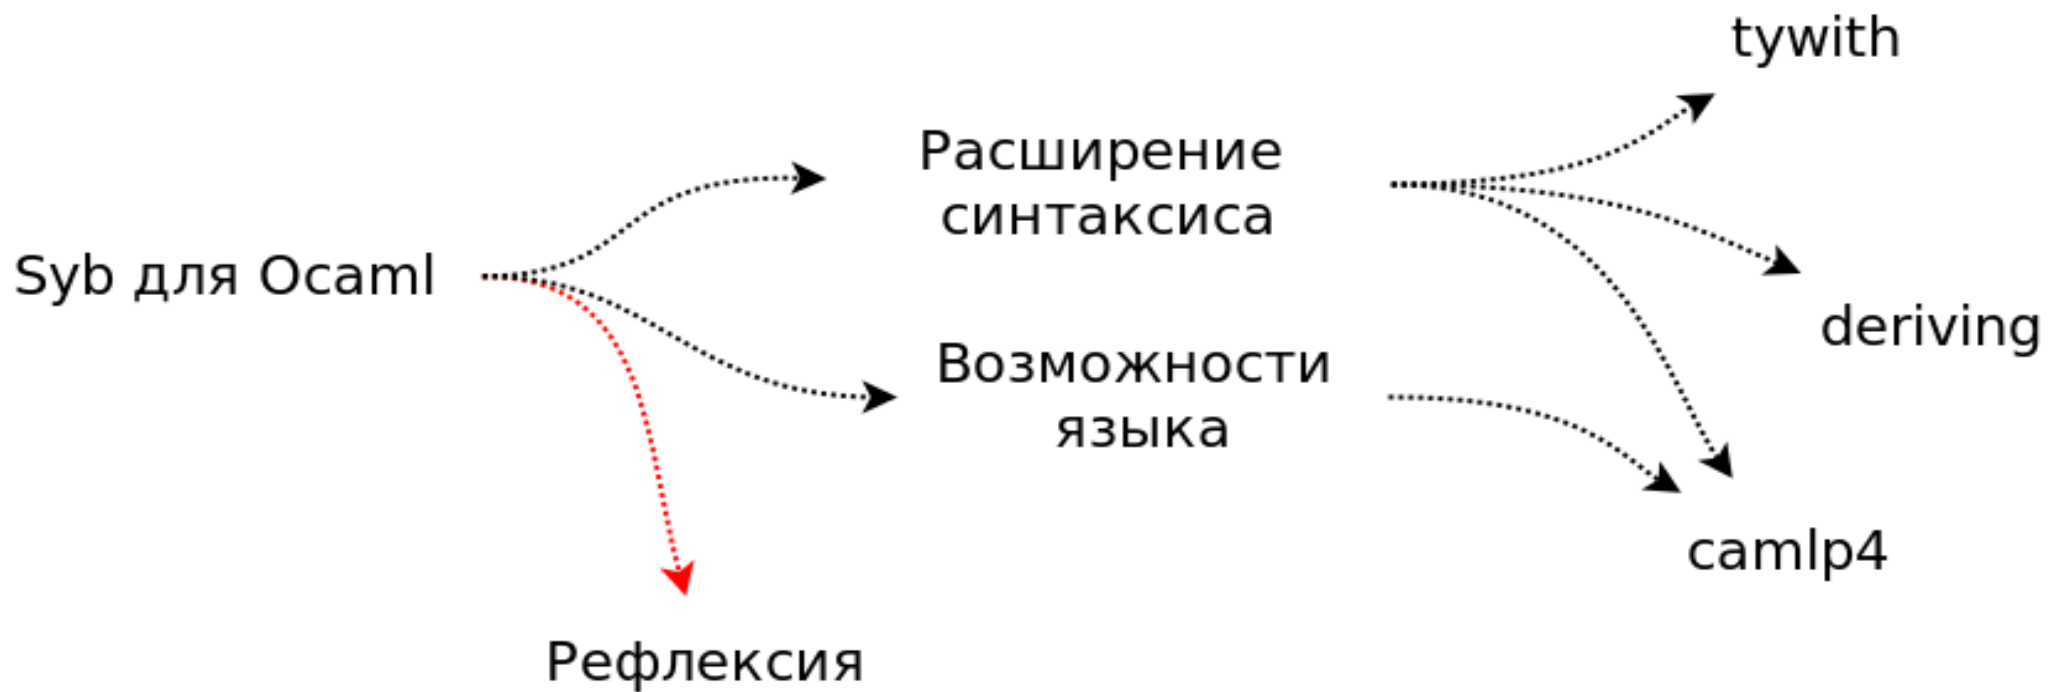 tywith
Расширение
синтаксиса
Syb для Ocaml
deriving
Возможности
языка
camlp4
Рефлексия